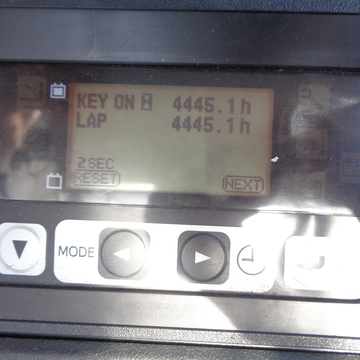 KEY ON 4445.1h
LAP 4445.1h
2SEC
RESET NEXT
MODE